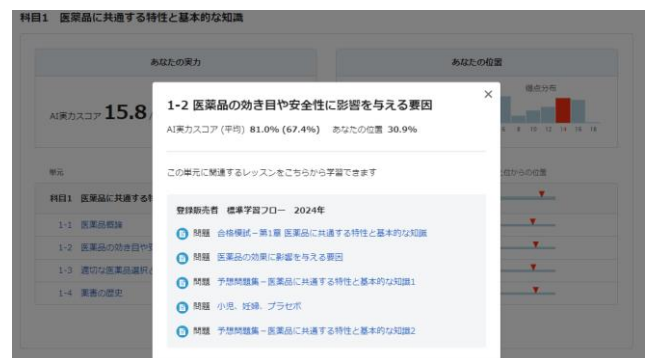 科目1 医薬品に共通する特性と基本的な知識
あなたの実力
あなたの位置
1-2 医薬品の効き目や安全性に影響を与える要因
×
得点分布
AI実力スコア 15.8
AI実力スコア (平均) 81.0% (67.4%) あなたの位置 30.9%
8 10 12 14 16 18
単元
この単元に関連するレッスンをこちらから学習できます
位からの位置
科目1 医薬品に共通する特
登録販売者 標準学習フロー 2024年
1-1 医薬品概論
問題 合格模試－第1章 医薬品に共通する特性と基本的な知識
1-2 医薬品の効き目や安
問題 医薬品の効果に影響を与える要因
1-3 適切な医薬品選択
問題 予想問題集－医薬品に共通する特性と基本的な知識1
1-4 薬害の歴史
問題 小児、妊婦、プラセボ
問題 予想問題集－医薬品に共通する特性と基本的な知識2